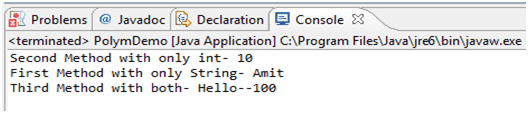 Problems @ Javadoc Declaration Console
<terminated> PolymDemo [Java Application] C:\Program Files\Java\jre6\bin\javaw.exe
Second Method with only int- 10
First Method with only String- Amit
Third Method with both- Hello--100